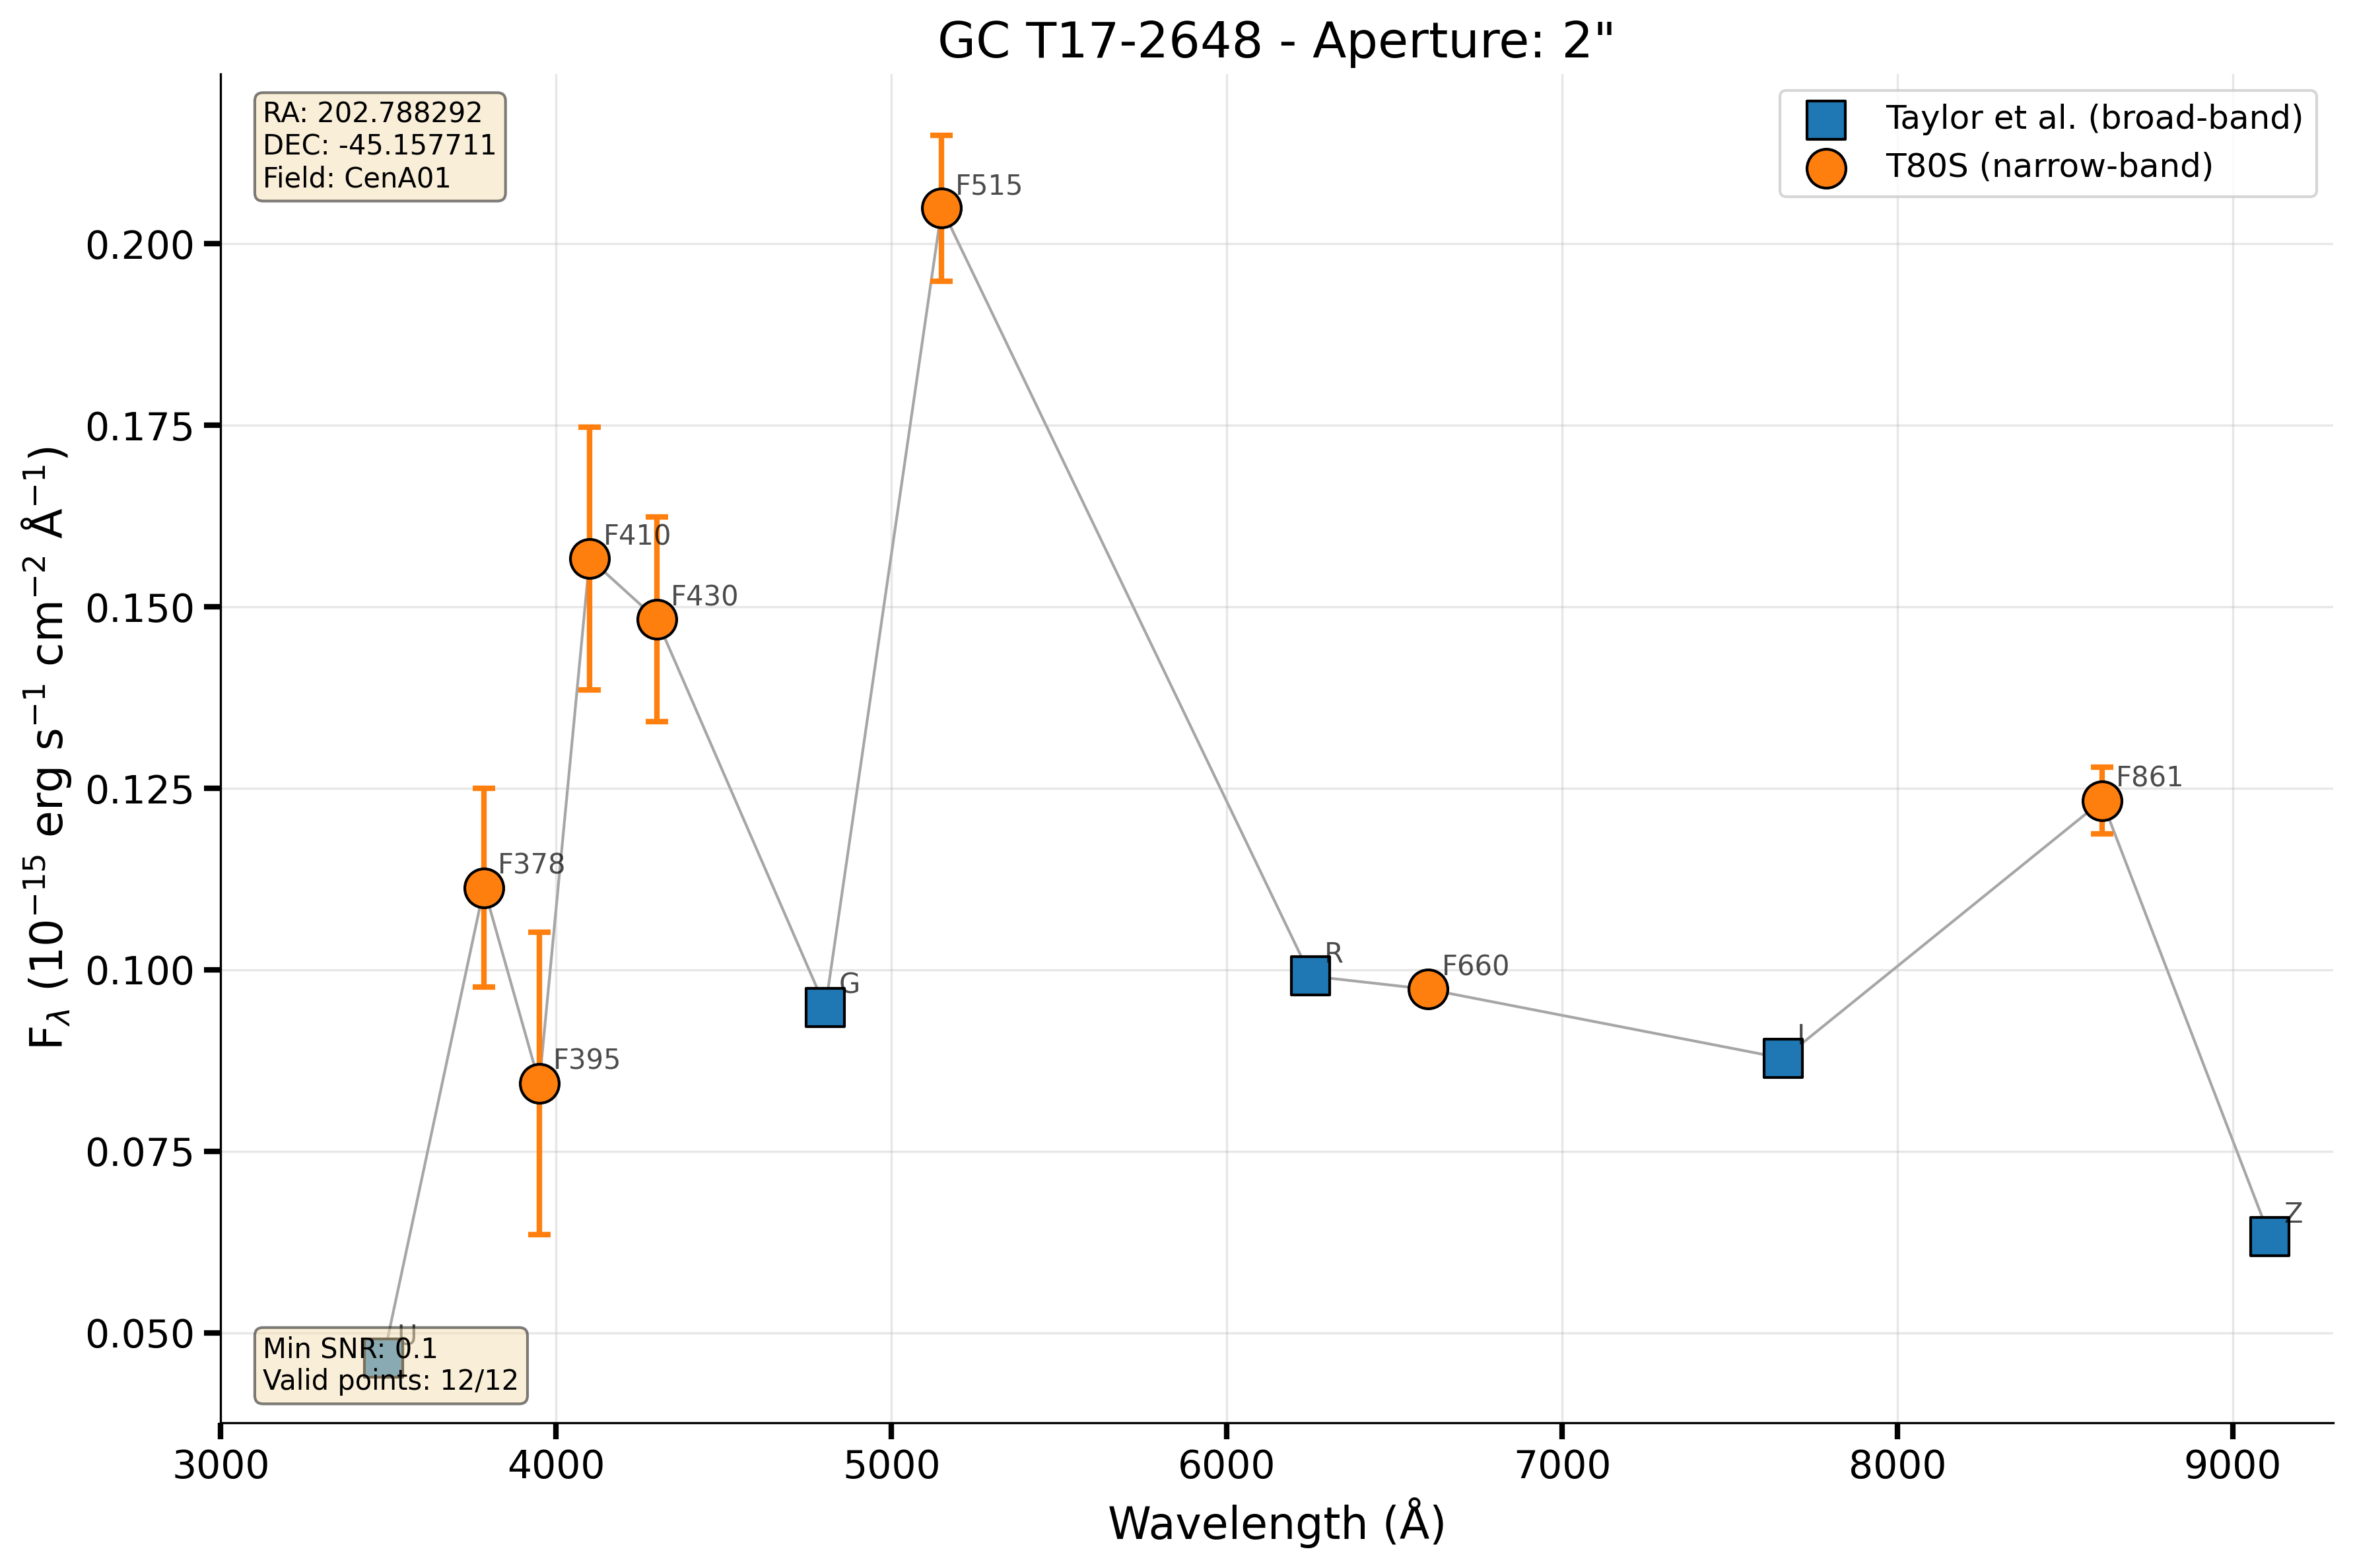 GC T17-2648 - Aperture: 2"
RA: 202.788292
DEC: -45.157711
Field: CenA01
Taylor et al. (broad-band)
T80S (narrow-band)
F515
F410
F430
F378
F395
G
R
F660
I
F861
Z
U
Min SNR: 0.1
Valid points: 12/12
0.200
0.175
0.150
0.125
0.100
0.075
0.050
F_λ (10⁻¹⁵ erg s⁻¹ cm⁻² Å⁻¹)
3000 4000 5000 6000 7000 8000 9000
Wavelength (Å)